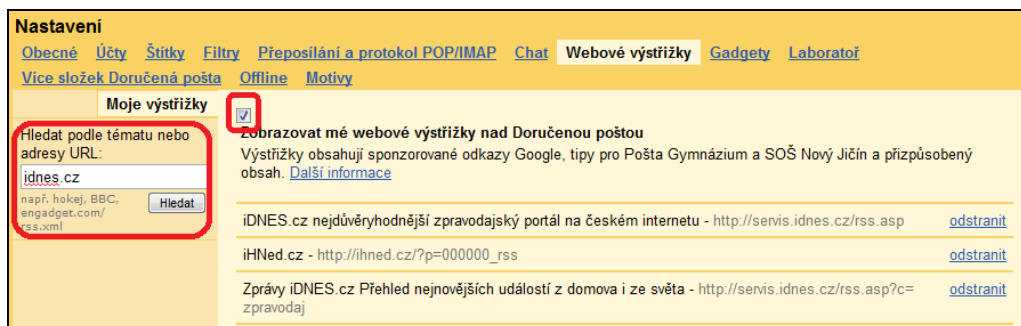 Nastavení
Obecné Účty Štítky Filtry Přeposílání a protokol POP/IMAP Chat Webové výstřižky Gadgety Laboratoř
Více složek Doručená pošta Offline Motivy
Moje výstřižky
Hledat podle tématu nebo
adresy URL:
idnes.cz
např. hokej, BBC,
engadget.com/
rss.xml
Hledat
Zobrazovat mé webové výstřižky nad Doručenou poštou
Výstřižky obsahují sponzorované odkazy Google, tipy pro Pošta Gymnázium a SOŠ Nový Jičín a přizpůsobený
obsah. Další informace
iDNES.cz nejdůvěryhodnější zpravodajský portál na českém internetu - http://servis.idnes.cz/rss.asp odstranit
iHNed.cz - http://ihned.cz/?p=000000_rss odstranit
Zprávy iDNES.cz Přehled nejnovějších událostí z domova i ze světa - http://servis.idnes.cz/rss.asp?c= odstranit
zpravodaj